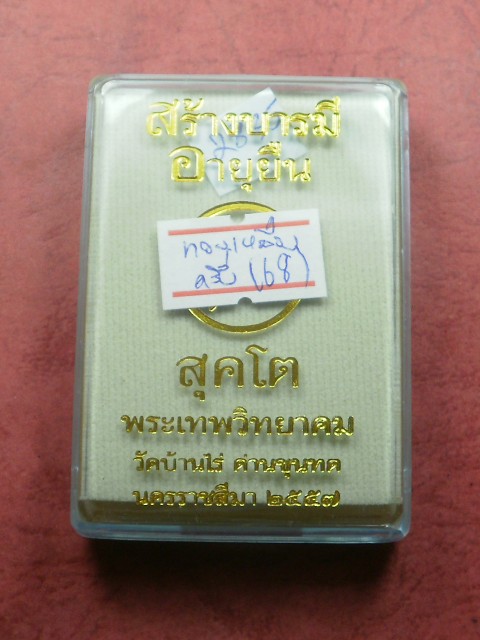 สร้างบารมี
อายุยืน
ทองเหลือง
(68)
สุคโต
พระเทพวิทยาคม
วัดบ้านไร่ ด่านขุนทด
นครราชสีมา ๒๕๕๗